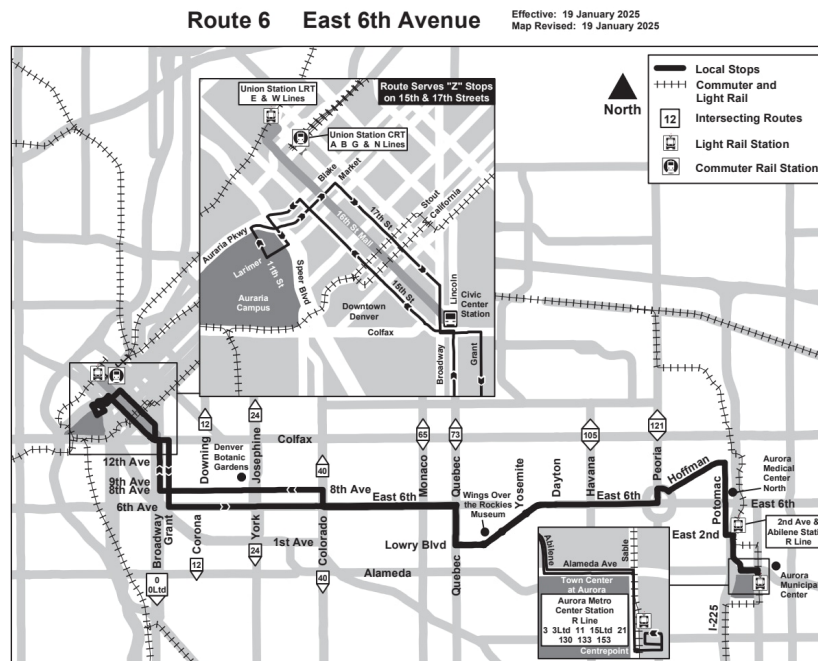 Route 6 East 6th Avenue
Effective: 19 January 2025
Map Revised: 19 January 2025
Local Stops
Commuter and
Light Rail
12
Intersecting Routes
Light Rail Station
Commuter Rail Station
North
Union Station LRT
E & W Lines
Route Serves "Z" Stops
on 15th & 17th Streets
Union Station CRT
A B G & N Lines
Blake
Market
Stout
California
17th St
16th St Mall
15th St
Auraria Pkwy
Larimer
11th St
Speer Blvd
Auraria
Campus
Downtown
Denver
Lincoln
Civic
Center
Station
Colfax
Broadway
Grant
12
24
65
73
105
121
Downing
Josephine
Colfax
Monaco
Quebec
Havana
Peoria
Hoffman
12th Ave
9th Ave
8th Ave
6th Ave
Denver
Botanic
Gardens
40
8th Ave
East 6th
Wings Over
the Rockies
Museum
Yosemite
Dayton
East 6th
Potomac
Aurora
Medical
Center
North
East 6th
Broadway
Grant
Corona
York
1st Ave
Colorado
Lowry Blvd
East 2nd
2nd Ave &
Abilene Stati
R Line
12
24
40
Alameda
Quebec
0
0Ltd
Abilene
Sable
Alameda Ave
Town Center
at Aurora
Aurora Metro
Center Station
R Line
3 3Ltd 11 15Ltd 21
130 133 153
Centrepoint
I-225
Aurora
Municipa
Center